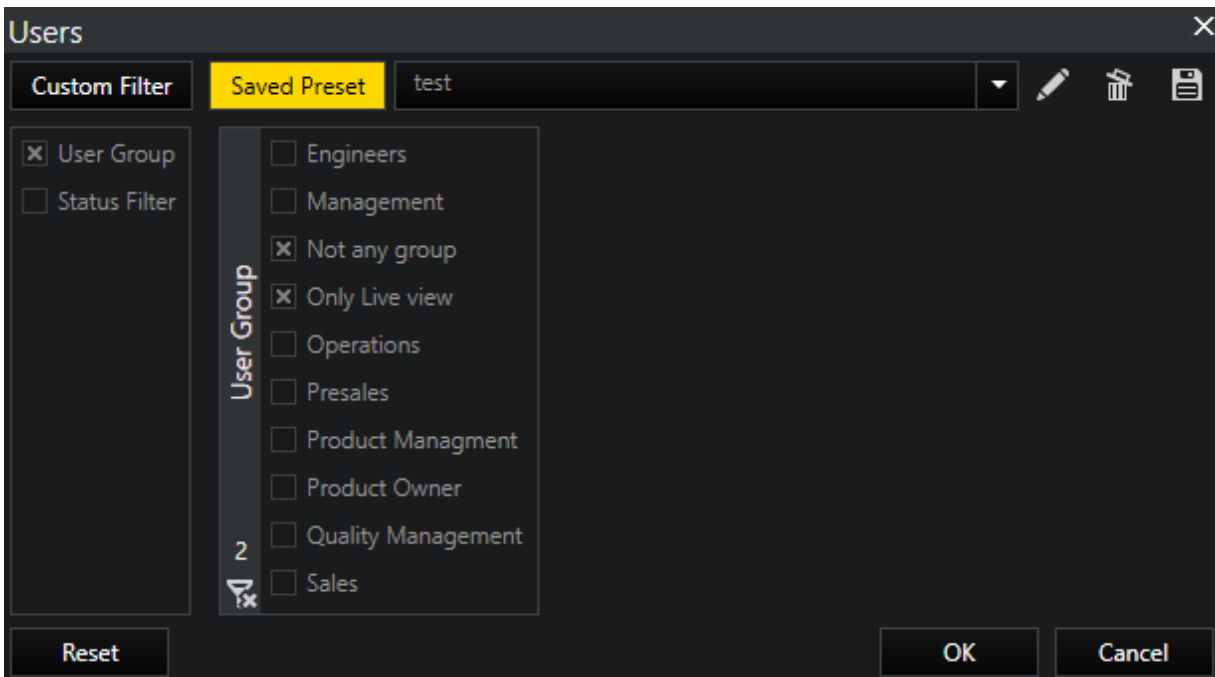 Users
Custom Filter
Saved Preset
test
User Group
Status Filter
User Group
2
Engineers
Management
Not any group
Only Live view
Operations
Presales
Product Managment
Product Owner
Quality Management
Sales
Reset
OK
Cancel